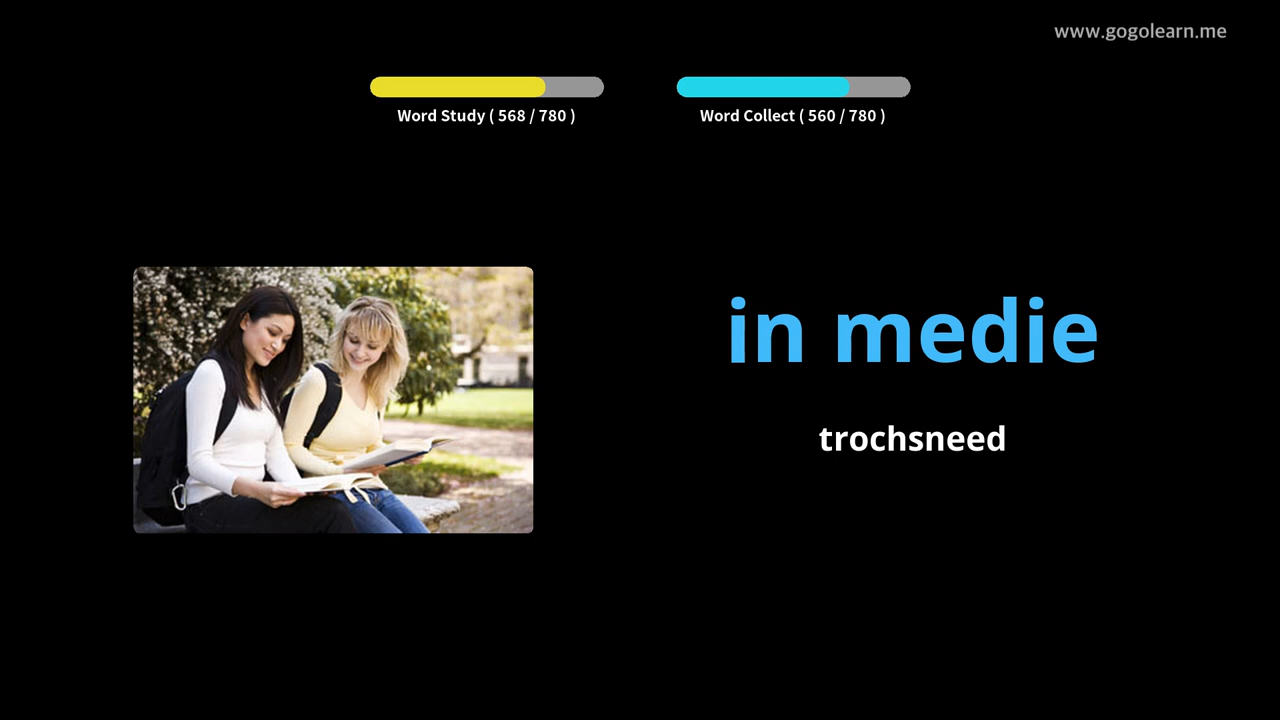 www.gogolearn.me
Word Study ( 568 / 780 )
Word Collect ( 560 / 780 )
in medie
trochsneed